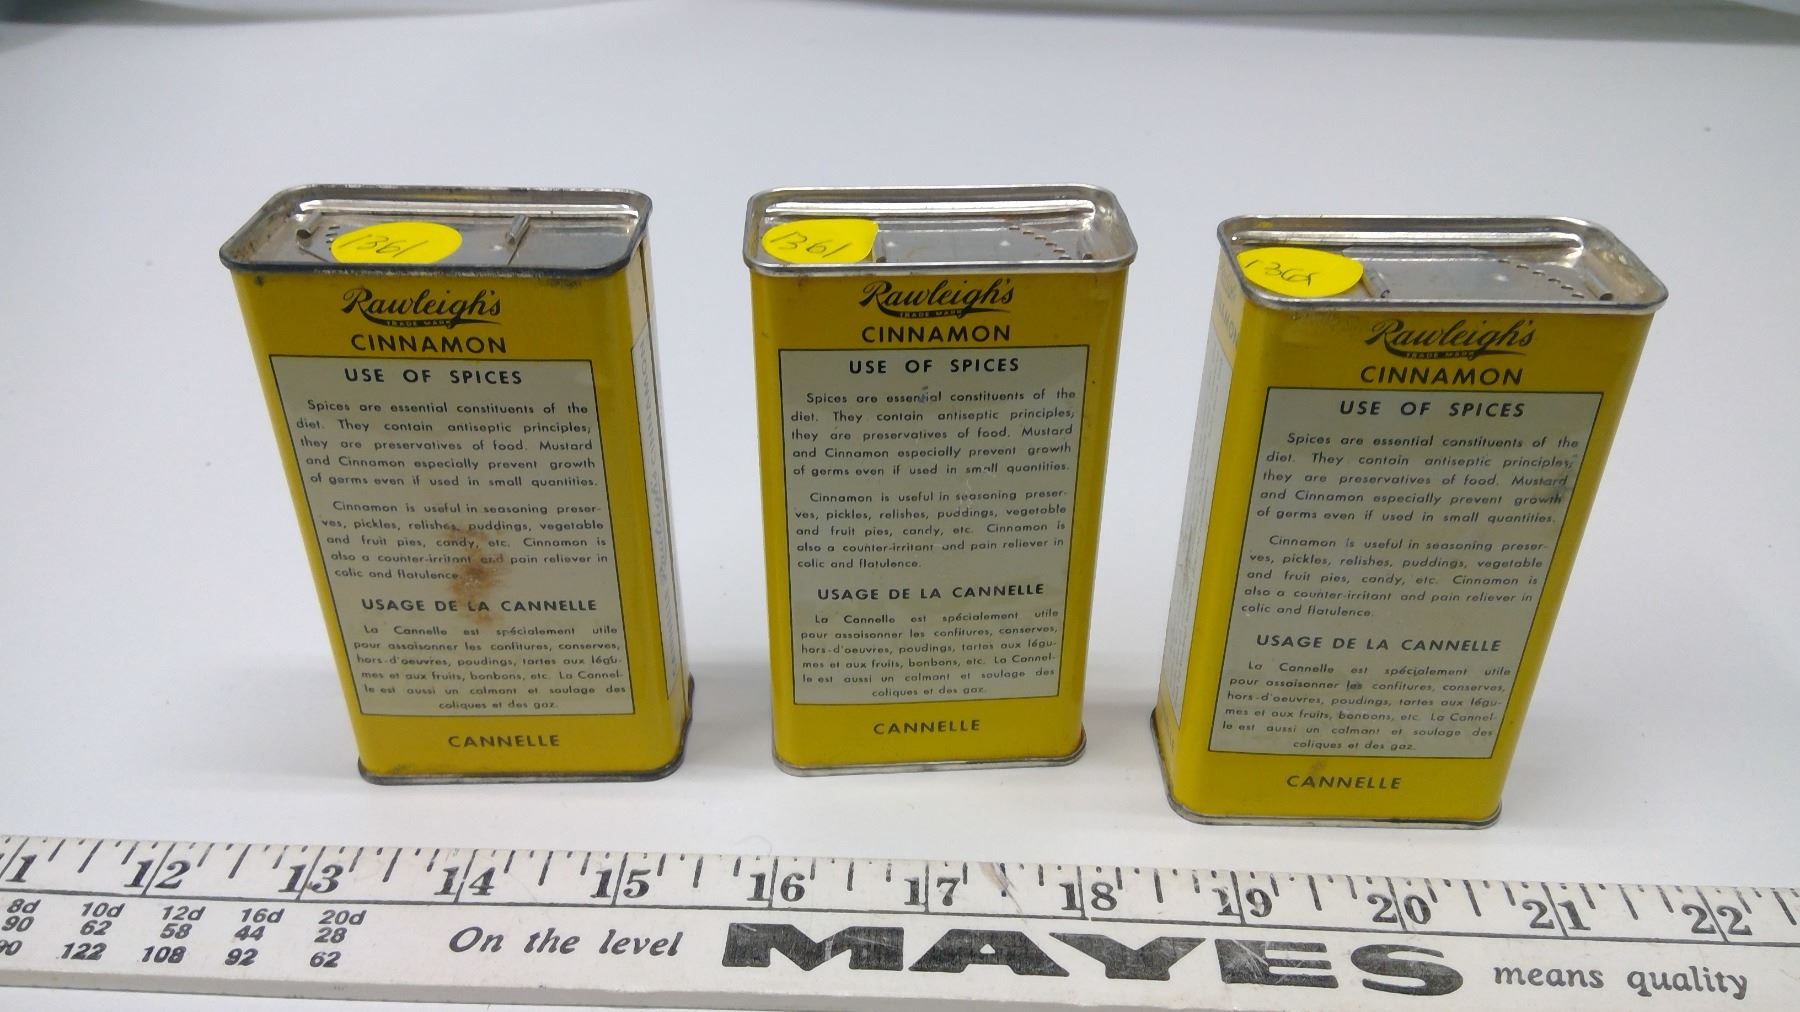 1361
Rawleigh's
TRADE MARK
CINNAMON
USE OF SPICES
Spices are essential constituents of the
diet. They contain antiseptic principles;
they are preservatives of food. Mustard
and Cinnamon especially prevent growth
of germs even if used in small quantities.
Cinnamon is useful in seasoning preser-
ves, pickles, relishes, puddings, vegetable
and fruit pies, candy, etc. Cinnamon is
also a counter-irritant and pain reliever in
colic and flatulence.
USAGE DE LA CANNELLE
La Cannelle est spécialement utile
pour assaisonner les confitures, conserves,
hors-d'oeuvres, poudings, tartes aux légu-
mes et aux fruits, bonbons, etc. La Cannel-
le est aussi un calmant et soulage des
coliques et des gaz.
CANNELLE
1361
Rawleigh's
TRADE MARK
CINNAMON
USE OF SPICES
Spices are essential constituents of the
diet. They contain antiseptic principles;
they are preservatives of food. Mustard
and Cinnamon especially prevent growth
of germs even if used in small quantities.
Cinnamon is useful in seasoning preser-
ves, pickles, relishes, puddings, vegetable
and fruit pies, candy, etc. Cinnamon is
also a counter-irritant and pain reliever in
colic and flatulence.
USAGE DE LA CANNELLE
La Cannelle est spécialement utile
pour assaisonner les confitures, conserves,
hors-d'oeuvres, poudings, tartes aux légu-
mes et aux fruits, bonbons, etc. La Cannel-
le est aussi un calmant et soulage des
coliques et des gaz.
CANNELLE
Rawleigh's
TRADE MARK
CINNAMON
USE OF SPICES
Spices are essential constituents of the
diet. They contain antiseptic principles;
they are preservatives of food. Mustard
and Cinnamon especially prevent growth
of germs even if used in small quantities.
Cinnamon is useful in seasoning preser-
ves, pickles, relishes, puddings, vegetable
and fruit pies, candy, etc. Cinnamon is
also a counter-irritant and pain reliever in
colic and flatulence.
USAGE DE LA CANNELLE
La Cannelle est spécialement utile
pour assaisonner les confitures, conserves,
hors-d'oeuvres, poudings, tartes aux légu-
mes et aux fruits, bonbons, etc. La Cannel-
le est aussi un calmant et soulage des
coliques et des gaz.
CANNELLE
1 12 13 14 15 16 17 18 19 20 21 22
8d 10d 12d 16d 20d
90 62 58 44 28
90 122 108 92 62
On the level MAYES means quality